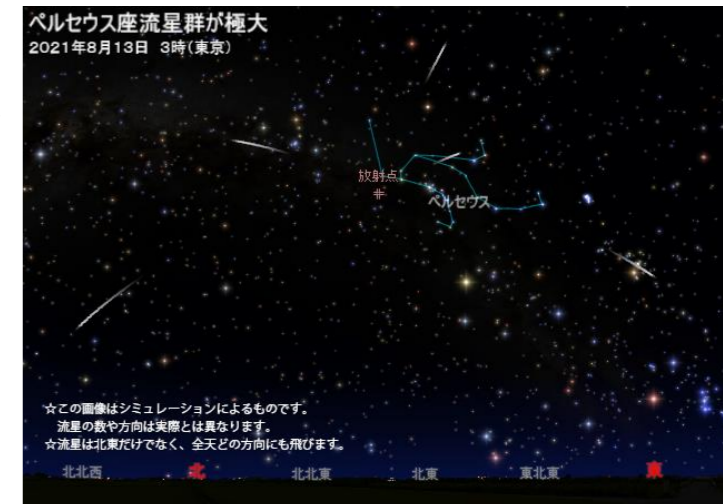 ペルセウス座流星群が極大
2021年8月13日 3時(東京)
放射点
ペルセウス
☆この画像はシミュレーションによるものです。
流星の数や方向は実際とは異なります。
☆流星は北東だけでなく、全天どの方向にも飛びます。
北北西 北 北北東 北東 東北東 東